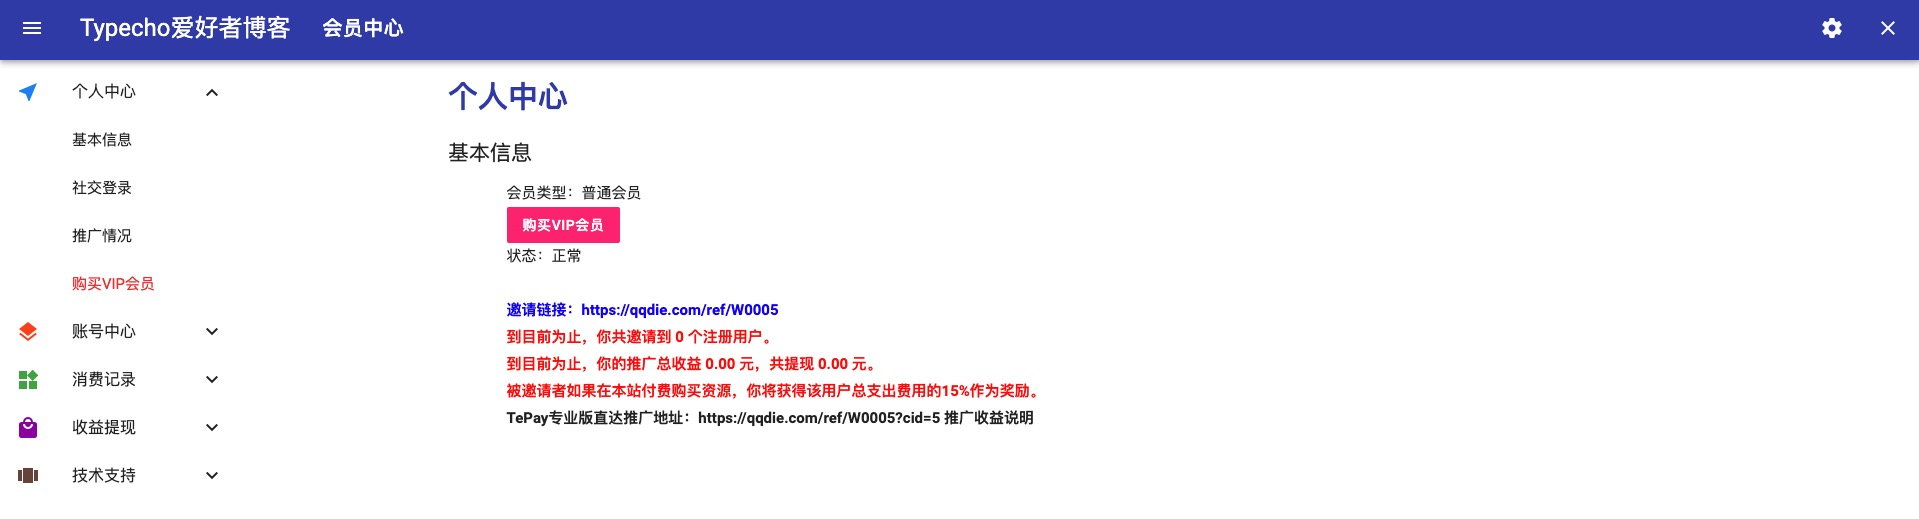 Typecho爱好者博客 会员中心
个人中心
基本信息
社交登录
推广情况
购买VIP会员
账号中心
消费记录
收益提现
技术支持
个人中心
基本信息
会员类型：普通会员
购买VIP会员
状态：正常
邀请链接：https://qqdie.com/ref/W0005
到目前为止，你共邀请到 0 个注册用户。
到目前为止，你的推广总收益 0.00 元，共提现 0.00 元。
被邀请者如果在本站付费购买资源，你将获得该用户总支出费用的15%作为奖励。
TePay专业版直达推广地址：https://qqdie.com/ref/W0005?cid=5 推广收益说明